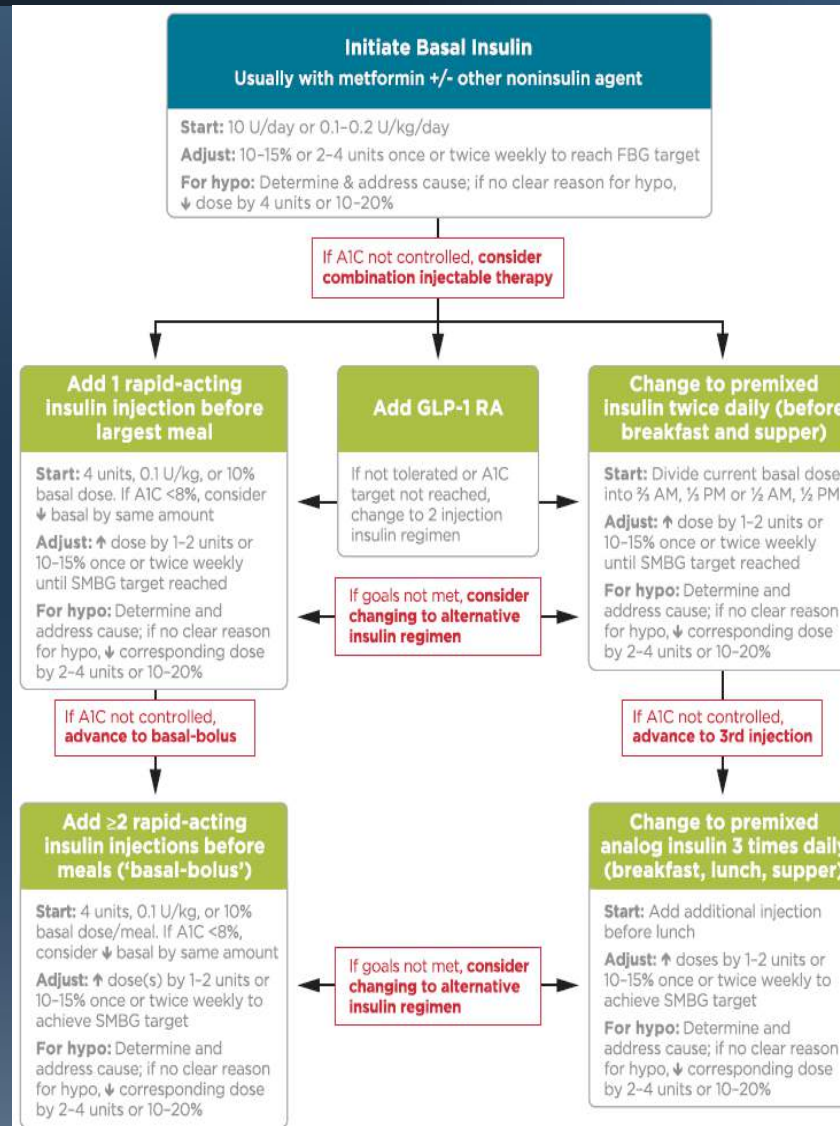 Initiate Basal Insulin
Usually with metformin +/- other noninsulin agent
Start: 10 U/day or 0.1–0.2 U/kg/day
Adjust: 10–15% or 2–4 units once or twice weekly to reach FBG target
For hypo: Determine & address cause; if no clear reason for hypo,
↓ dose by 4 units or 10–20%
If A1C not controlled, consider
combination injectable therapy
Add 1 rapid-acting
insulin injection before
largest meal
Start: 4 units, 0.1 U/kg, or 10%
basal dose. If A1C <8%, consider
↓ basal by same amount
Adjust: ↑ dose by 1–2 units or
10–15% once or twice weekly
until SMBG target reached
For hypo: Determine and
address cause; if no clear reason
for hypo, ↓ corresponding dose
by 2–4 units or 10–20%
Add GLP-1 RA
If not tolerated or A1C
target not reached,
change to 2 injection
insulin regimen
Change to premixed
insulin twice daily (before
breakfast and supper)
Start: Divide current basal dose
into ⅔ AM, ⅓ PM or ½ AM, ½ PM
Adjust: ↑ dose by 1–2 units or
10–15% once or twice weekly
until SMBG target reached
For hypo: Determine and
address cause; if no clear reason
for hypo, ↓ corresponding dose
by 2–4 units or 10–20%
If goals not met, consider
changing to alternative
insulin regimen
If A1C not controlled,
advance to basal-bolus
If A1C not controlled,
advance to 3rd injection
Add ≥2 rapid-acting
insulin injections before
meals (‘basal-bolus’)
Start: 4 units, 0.1 U/kg, or 10%
basal dose/meal. If A1C <8%,
consider ↓ basal by same amount
Adjust: ↑ dose(s) by 1–2 units or
10–15% once or twice weekly to
achieve SMBG target
For hypo: Determine and
address cause; if no clear reason
for hypo, ↓ corresponding dose
by 2–4 units or 10–20%
If goals not met, consider
changing to alternative
insulin regimen
Change to premixed
analog insulin 3 times daily
(breakfast, lunch, supper)
Start: Add additional injection
before lunch
Adjust: ↑ doses by 1–2 units or
10–15% once or twice weekly to
achieve SMBG target
For hypo: Determine and
address cause; if no clear reason
for hypo, ↓ corresponding dose
by 2–4 units or 10–20%